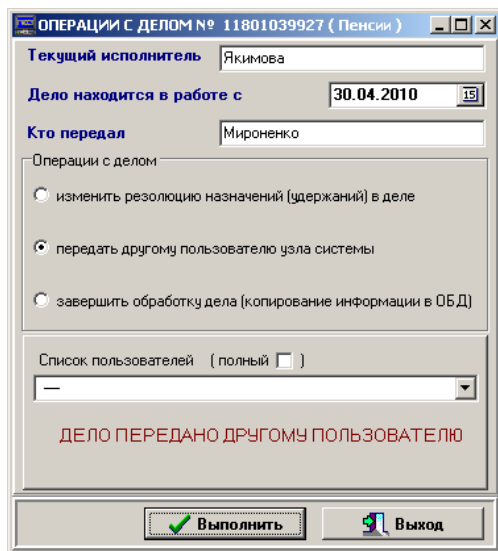 ОПЕРАЦИИ С ДЕЛОМ № 11801039927 ( Пенсии )
Текущий исполнитель Якимова
Дело находится в работе с 30.04.2010 15
Кто передал Мироненко
Операции с делом
изменить резолюцию назначений (удержаний) в деле
передать другому пользователю узла системы
завершить обработку дела (копирование информации в ОБД)
Список пользователей ( полный )
—
ДЕЛО ПЕРЕДАНО ДРУГОМУ ПОЛЬЗОВАТЕЛЮ
Выполнить Выход